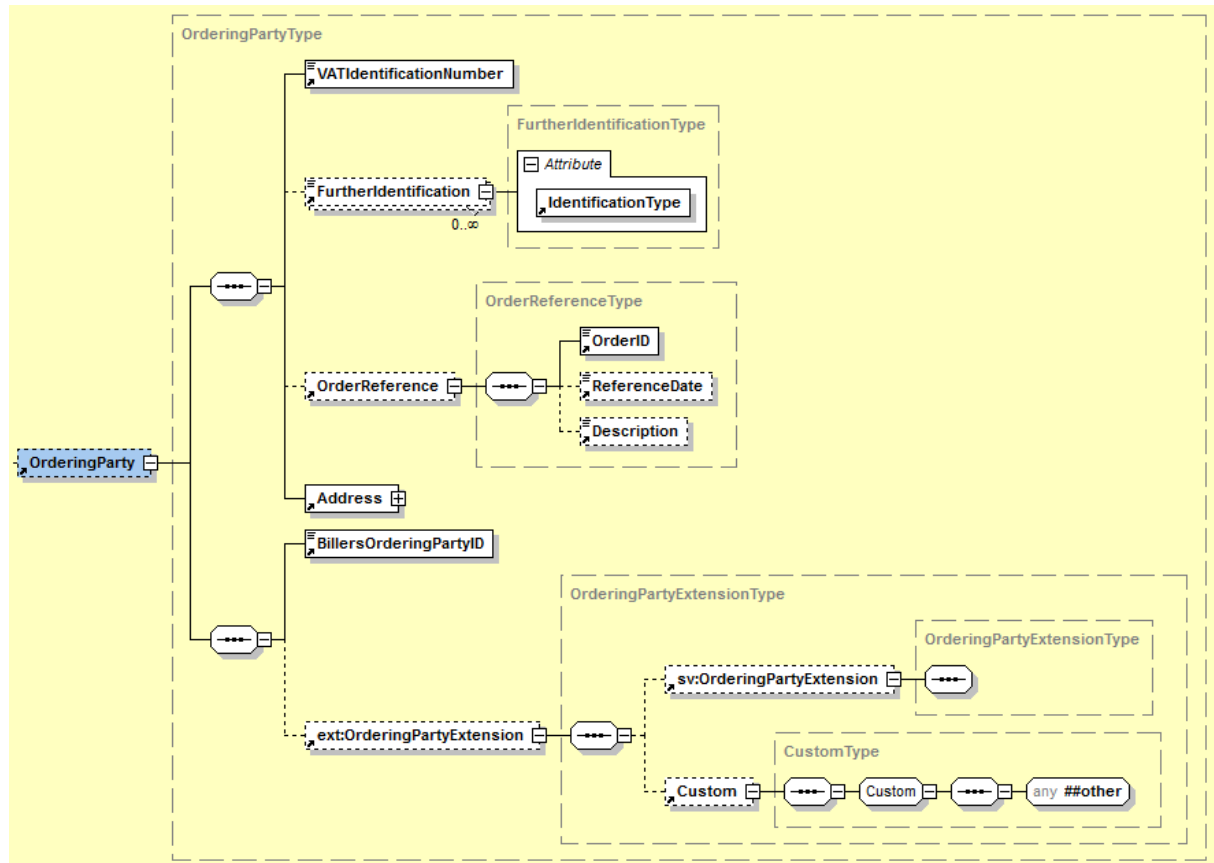 OrderingPartyType
VATIdentificationNumber
FurtherIdentificationType
Attribute
FurtherIdentification
IdentificationType
0..∞
OrderReferenceType
OrderID
OrderReference
ReferenceDate
Description
OrderingParty
Address
BillersOrderingPartyID
OrderingPartyExtensionType
OrderingPartyExtensionType
sv:OrderingPartyExtension
ext:OrderingPartyExtension
CustomType
Custom
Custom
any ##other